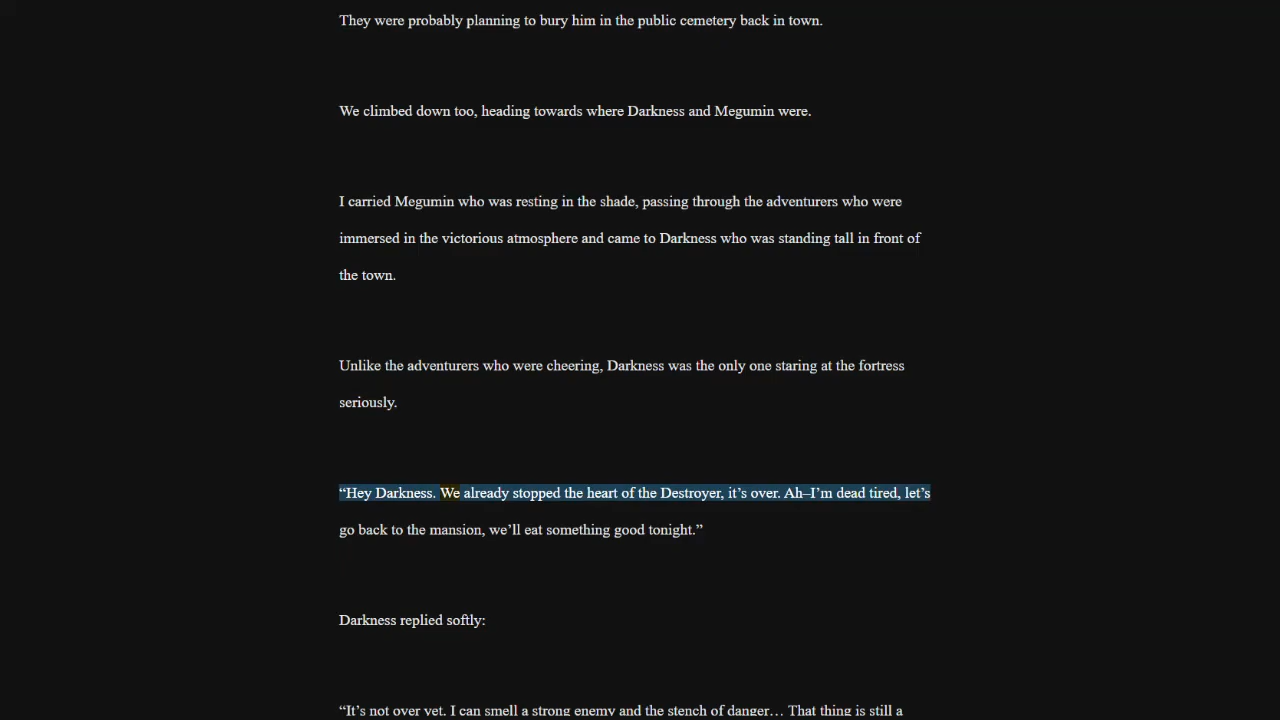 They were probably planning to bury him in the public cemetery back in town.
We climbed down too, heading towards where Darkness and Megumin were.
I carried Megumin who was resting in the shade, passing through the adventurers who were
immersed in the victorious atmosphere and came to Darkness who was standing tall in front of
the town.
Unlike the adventurers who were cheering, Darkness was the only one staring at the fortress
seriously.
“Hey Darkness. We already stopped the heart of the Destroyer, it’s over. Ah–I’m dead tired, let’s
go back to the mansion, we’ll eat something good tonight.”
Darkness replied softly:
“It’s not over yet. I can smell a strong enemy and the stench of danger… That thing is still a